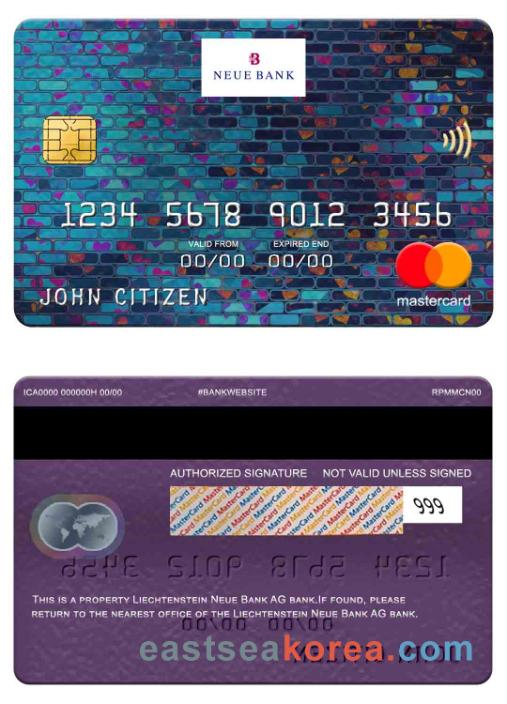 NEUE BANK
1234 5678 9012 3456
VALID FROM EXPIRED END
00/00 00/00
JOHN CITIZEN
mastercard
ICA0000 000000H 00/00 #BANKWEBSITE RPMMCN00
AUTHORIZED SIGNATURE NOT VALID UNLESS SIGNED
MasterCard
999
THIS IS A PROPERTY LIECHTENSTEIN NEUE BANK AG BANK.IF FOUND, PLEASE
RETURN TO THE NEAREST OFFICE OF THE LIECHTENSTEIN NEUE BANK AG BANK.
eastseakorea.com